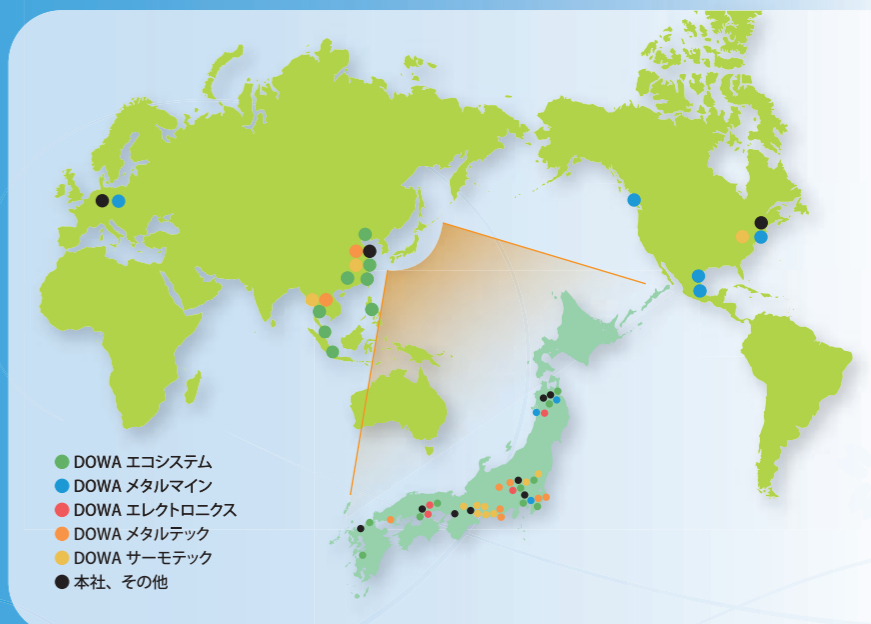 DOWA エコシステム
DOWA メタルマイン
DOWA エレクトロニクス
DOWA メタルテック
DOWA サーモテック
本社、その他